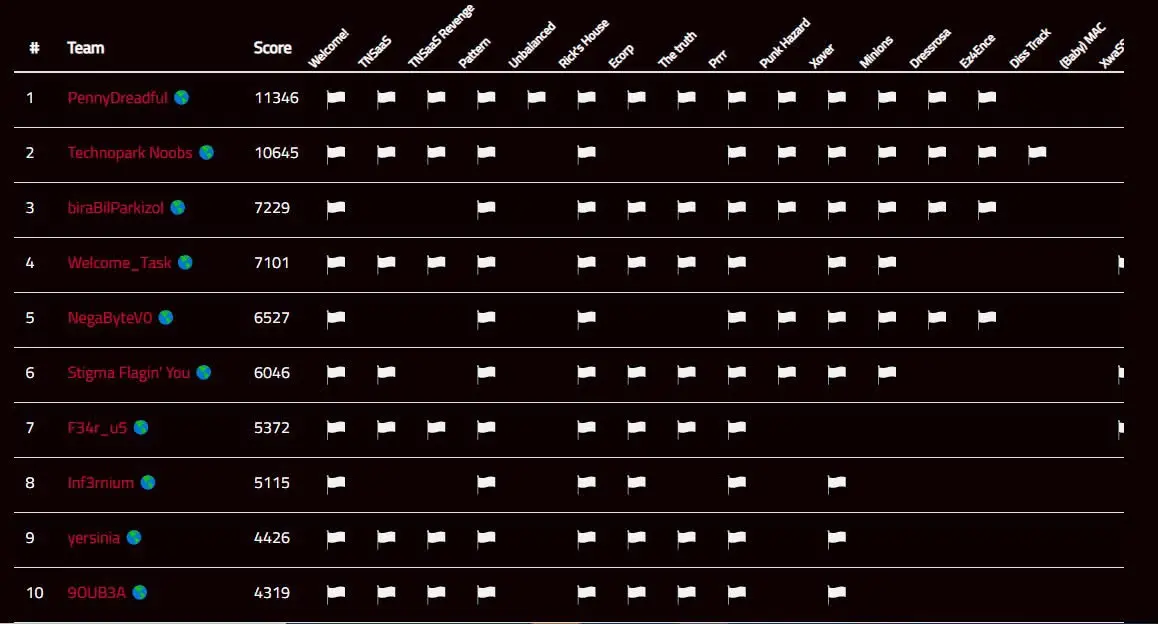 # Team Score Welcome! TNSaaS TNSaaS Revenge Pattern Unbalanced Rick's House Ecorp The truth Prrr Punk Hazard Xover Minions Dressrosa Ez4Ence Diss Track (Baby) MAC
1 PennyDreadful 11346
2 Technopark Noobs 10645
3 biraBilParkizol 7229
4 Welcome_Task 7101
5 NegaByteV0 6527
6 Stigma Flagin' You 6046
7 F34r_u5 5372
8 Inf3rnium 5115
9 yersinia 4426
10 90UB3A 4319